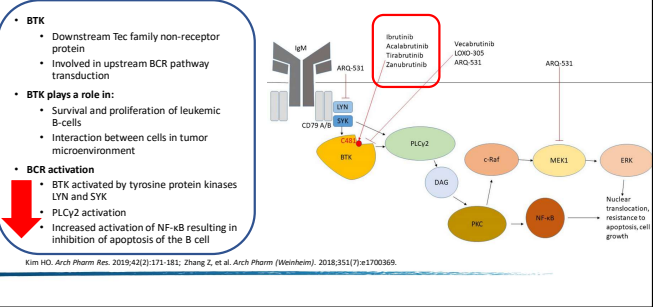 • BTK
• Downstream Tec family non-receptor
protein
• Involved in upstream BCR pathway
transduction
• BTK plays a role in:
• Survival and proliferation of leukemic
B-cells
• Interaction between cells in tumor
microenvironment
• BCR activation
• BTK activated by tyrosine protein kinases
LYN and SYK
• PLCγ2 activation
• Increased activation of NF-κB resulting in
inhibition of apoptosis of the B cell
IgM
ARQ-531
Ibrutinib
Acalabrutinib
Tirabrutinib
Zanubrutinib
Vecabrutinib
LOXO-305
ARQ-531
ARQ-531
LYN
SYK
CD79 A/B
C481
BTK
PLCγ2
DAG
PKC
c-Raf
MEK1
ERK
NF-κB
Nuclear
translocation,
resistance to
apoptosis, cell
growth
Kim HO. Arch Pharm Res. 2019;42(2):171-181; Zhang Z, et al. Arch Pharm (Weinheim). 2018;351(7):e1700369.